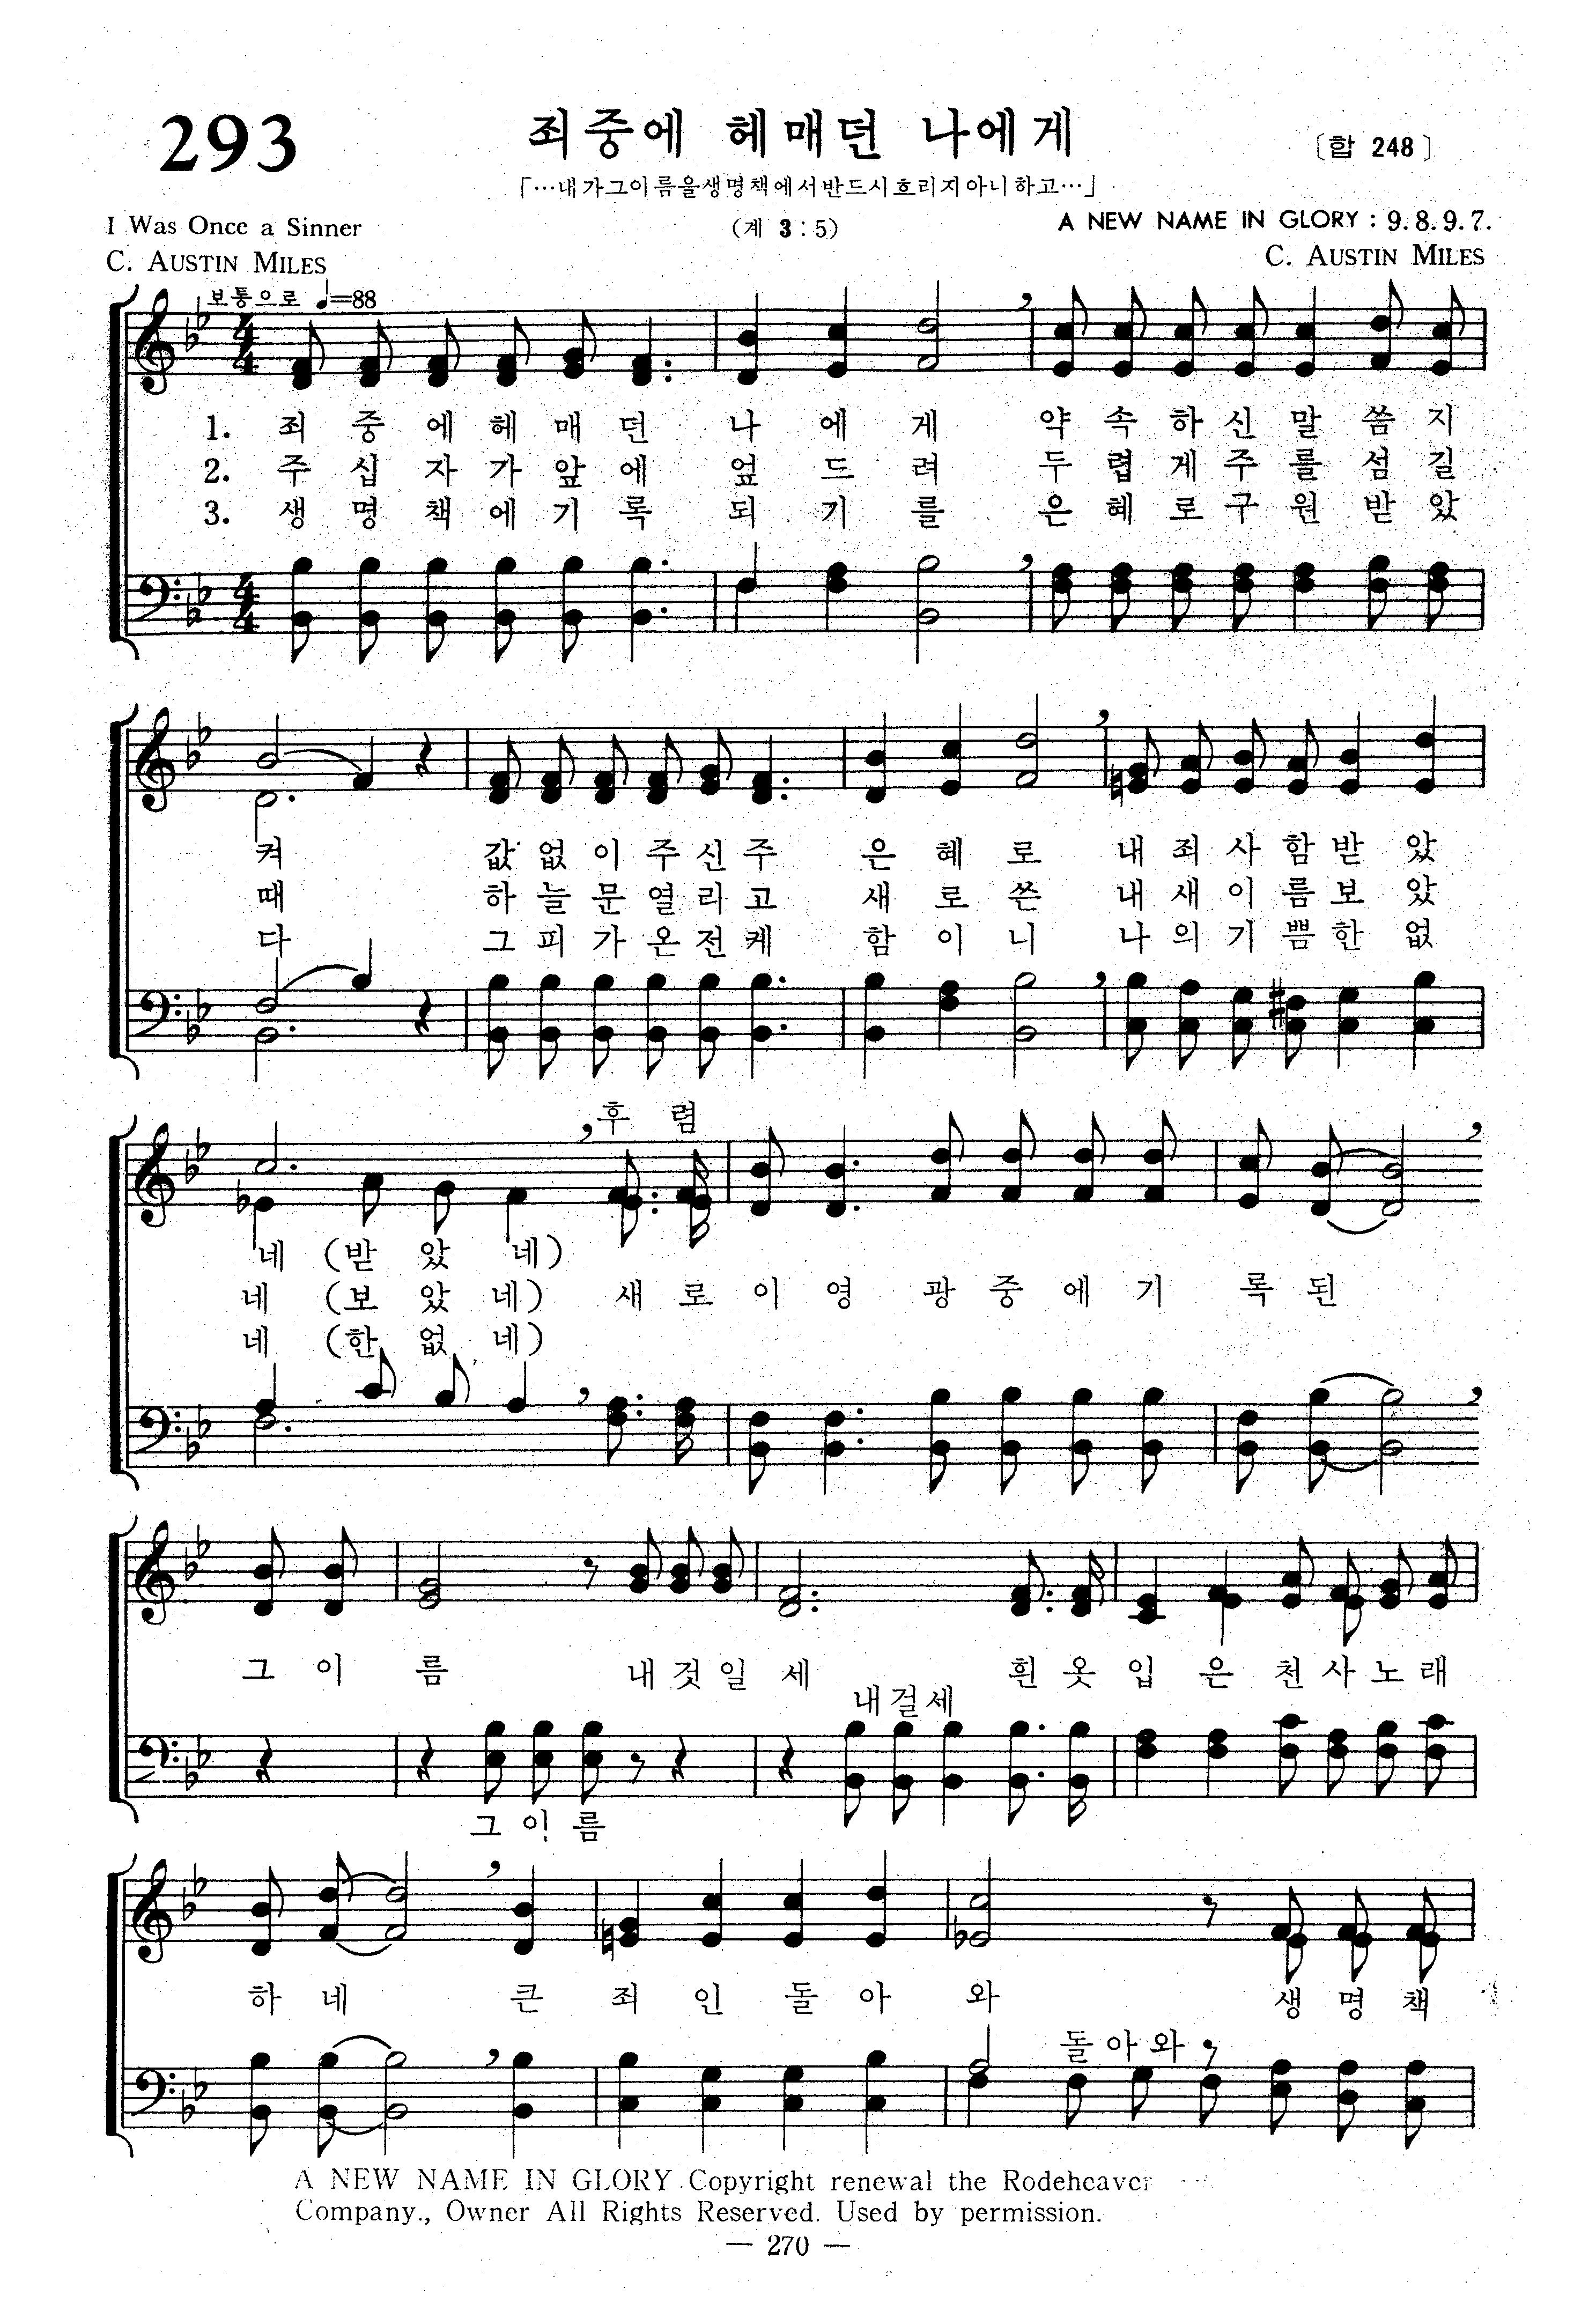 293
죄중에 헤매던 나에게
〔합 248〕
「…내가그이름을생명책에서반드시흐리지아니하고…」
I Was Once a Sinner
(계 3:5)
A NEW NAME IN GLORY : 9. 8. 9. 7.
C. AUSTIN MILES
C. AUSTIN MILES
보통으로 ♩=88
1. 죄 중 에 헤 매 던 나 에 게 약 속 하 신 말 씀 지
2. 주 십 자 가 앞 에 엎 드 려 두 렵 게 주 를 섬 길
3. 생 명 책 에 기 록 되 기 를 은 혜 로 구 원 받 았
켜 값 없 이 주 신 주 은 혜 로 내 죄 사 함 받 았
때 하 늘 문 열 리 고 새 로 쓴 내 새 이 름 보 았
다 그 피 가 온 전 케 함 이 니 나 의 기 쁨 한 없
후 렴
네 (받 았 네)
네 (보 았 네) 새 로 이 영 광 중 에 기 록 된
네 (한 없 네)
그 이 름 내 것 일 세 흰 옷 입 은 천 사 노 래
내 걸 세
그 이 름
하 네 큰 죄 인 돌 아 와 생 명 책
돌 아 와
A NEW NAME IN GLORY Copyright renewal the Rodeheaver
Company., Owner All Rights Reserved. Used by permission.
— 270 —